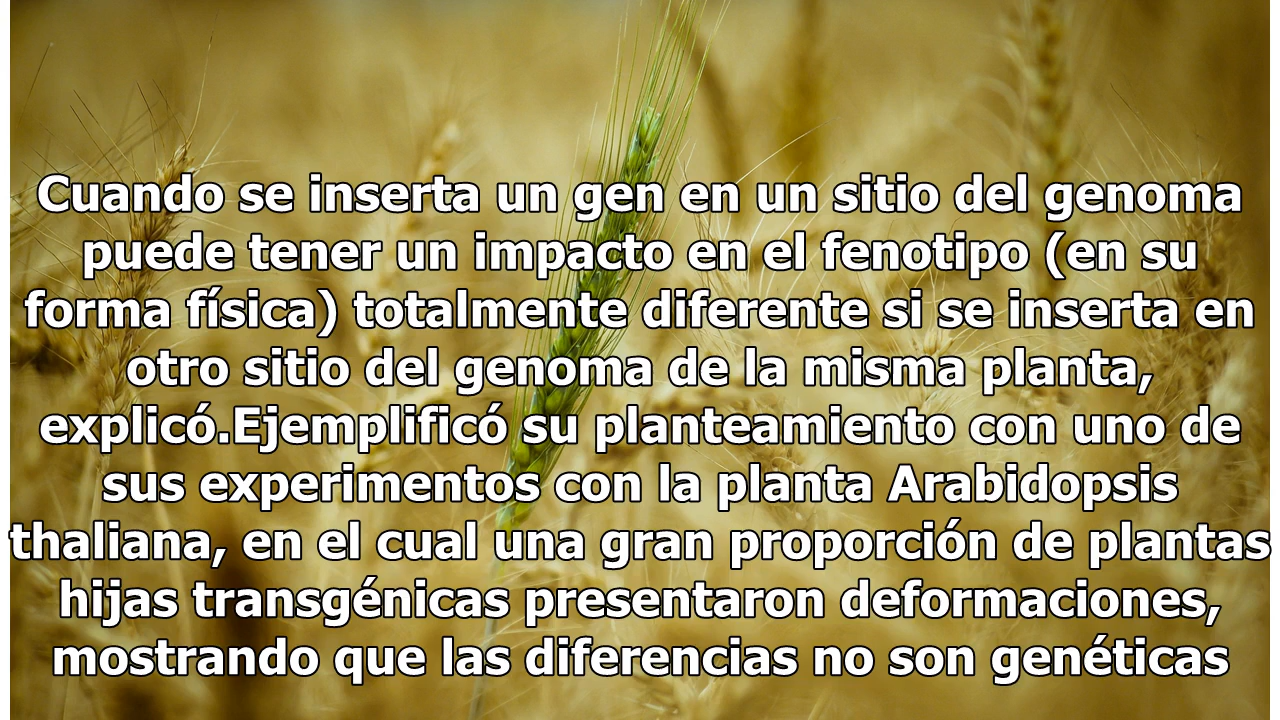 Cuando se inserta un gen en un sitio del genoma
puede tener un impacto en el fenotipo (en su
forma física) totalmente diferente si se inserta en
otro sitio del genoma de la misma planta,
explicó.Ejemplificó su planteamiento con uno de
sus experimentos con la planta Arabidopsis
thaliana, en el cual una gran proporción de plantas
hijas transgénicas presentaron deformaciones,
mostrando que las diferencias no son genéticas